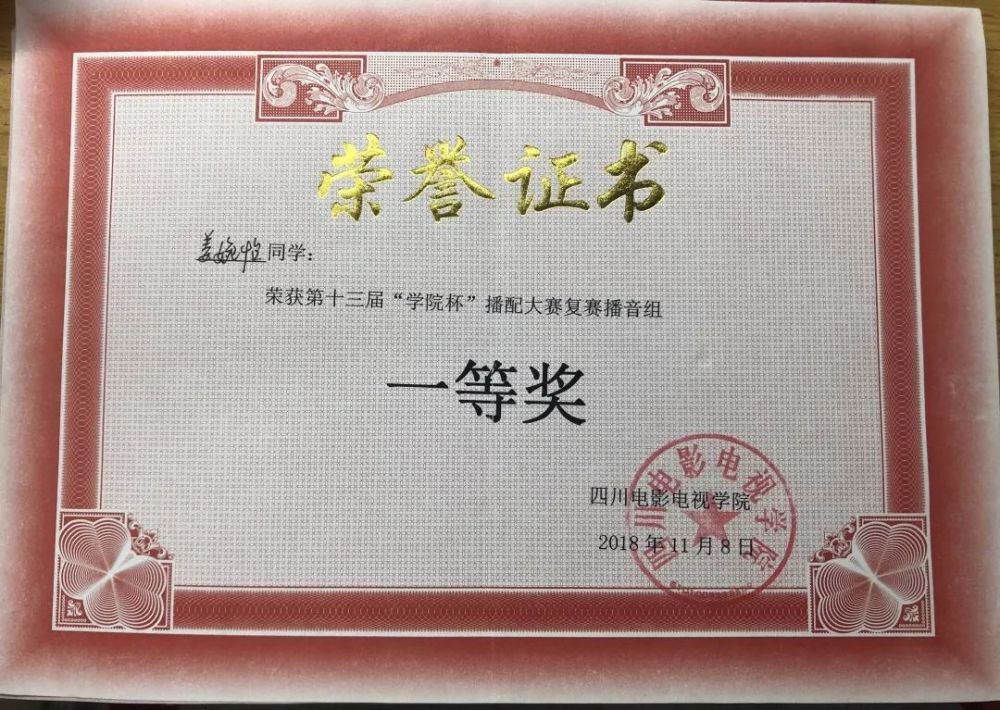 荣誉证书
姜婉怡同学：
荣获第十三届“学院杯”播配大赛复赛播音组
一等奖
四川电影电视学院
2018年11月8日
四川电影电视学院